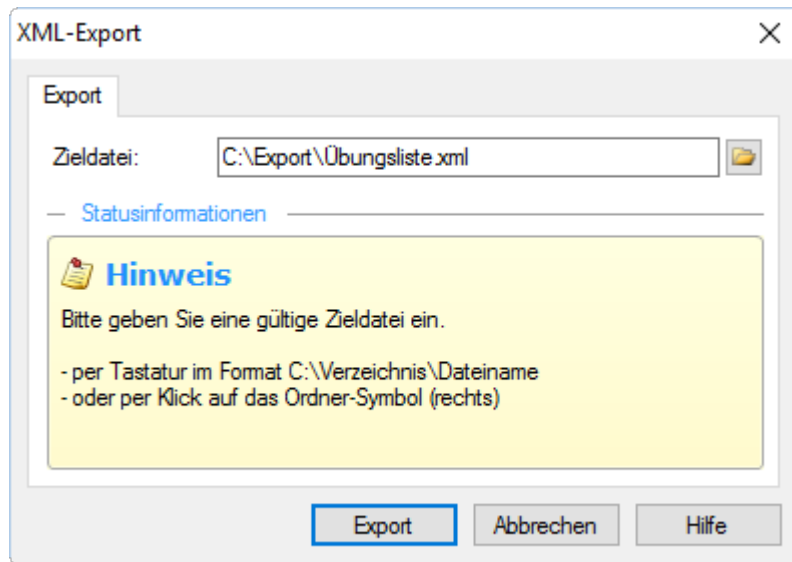 XML-Export
Export
Zieldatei: C:\Export\Übungsliste.xml
Statusinformationen
Hinweis
Bitte geben Sie eine gültige Zieldatei ein.
- per Tastatur im Format C:\Verzeichnis\Dateiname
- oder per Klick auf das Ordner-Symbol (rechts)
Export Abbrechen Hilfe